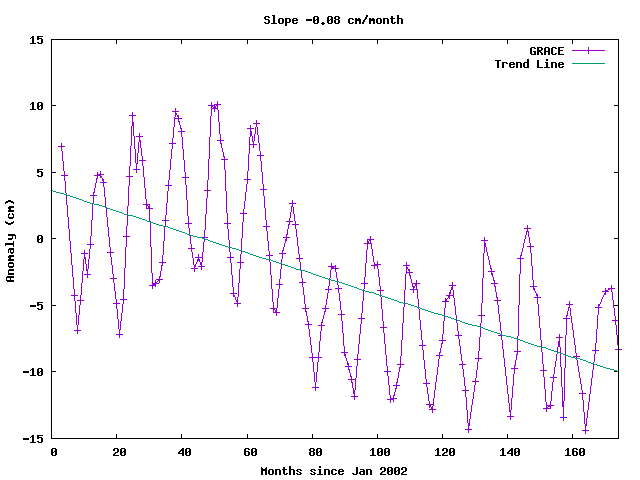 Slope -0.08 cm/month
GRACE
Trend Line
15
10
5
0
-5
-10
-15
Anomaly (cm)
0 20 40 60 80 100 120 140 160
Months since Jan 2002